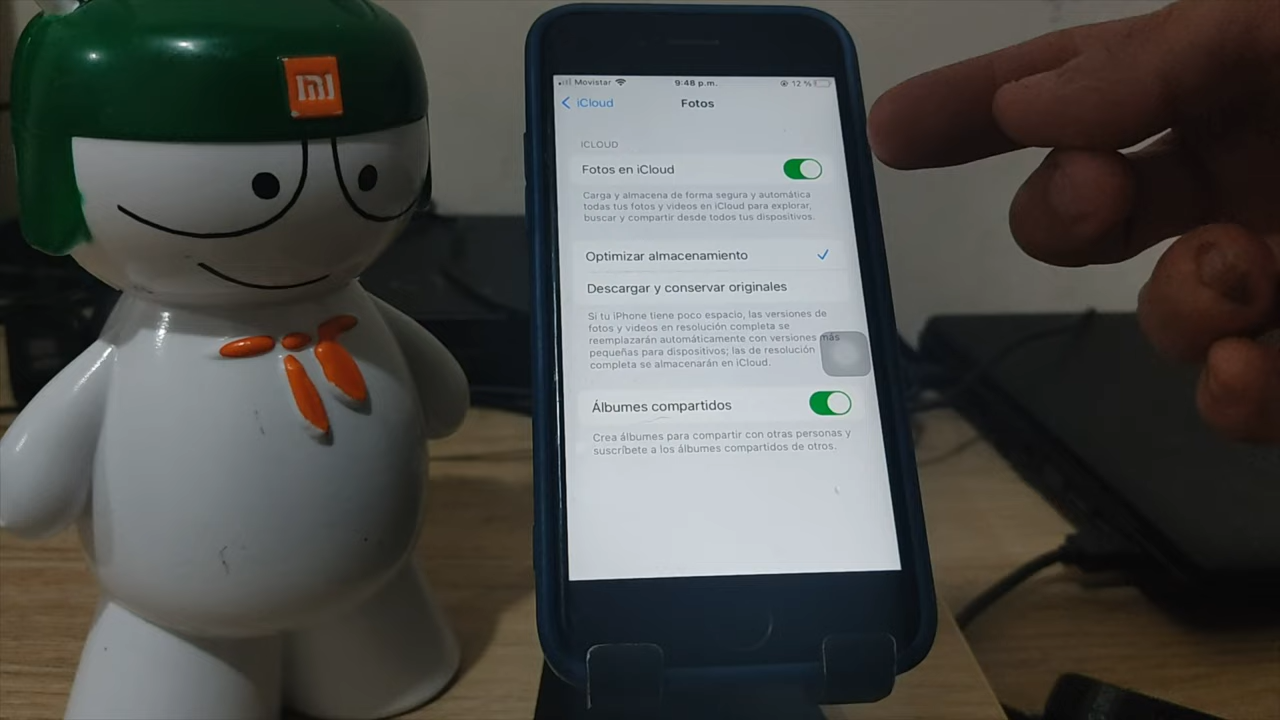 mi
Movistar 9:48 p.m. 12 %
iCloud Fotos
ICLOUD
Fotos en iCloud
Carga y almacena de forma segura y automática
todas tus fotos y videos en iCloud para explorar,
buscar y compartir desde todos tus dispositivos.
Optimizar almacenamiento
Descargar y conservar originales
Si tu iPhone tiene poco espacio, las versiones de
fotos y videos en resolución completa se
reemplazarán automáticamente con versiones más
pequeñas para dispositivos; las de resolución
completa se almacenarán en iCloud.
Álbumes compartidos
Crea álbumes para compartir con otras personas y
suscríbete a los álbumes compartidos de otros.